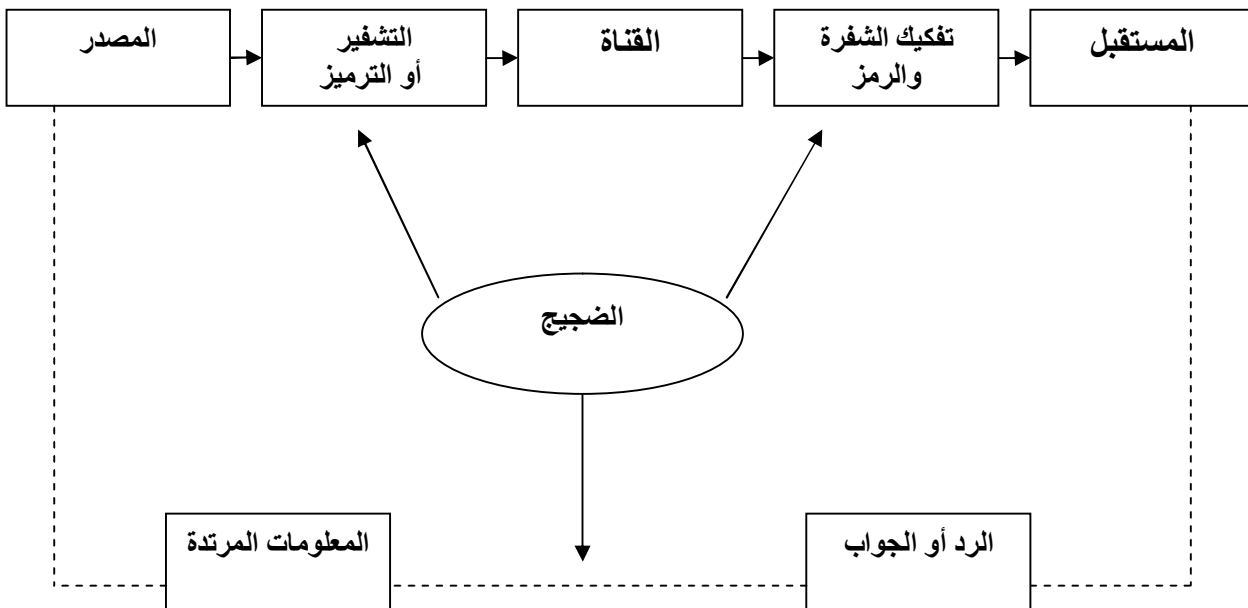 المصدر
التشفير
أو الترميز
القناة
تفكيك الشفرة
والرمز
المستقبل
الضجيج
المعلومات المرتدة
الرد أو الجواب